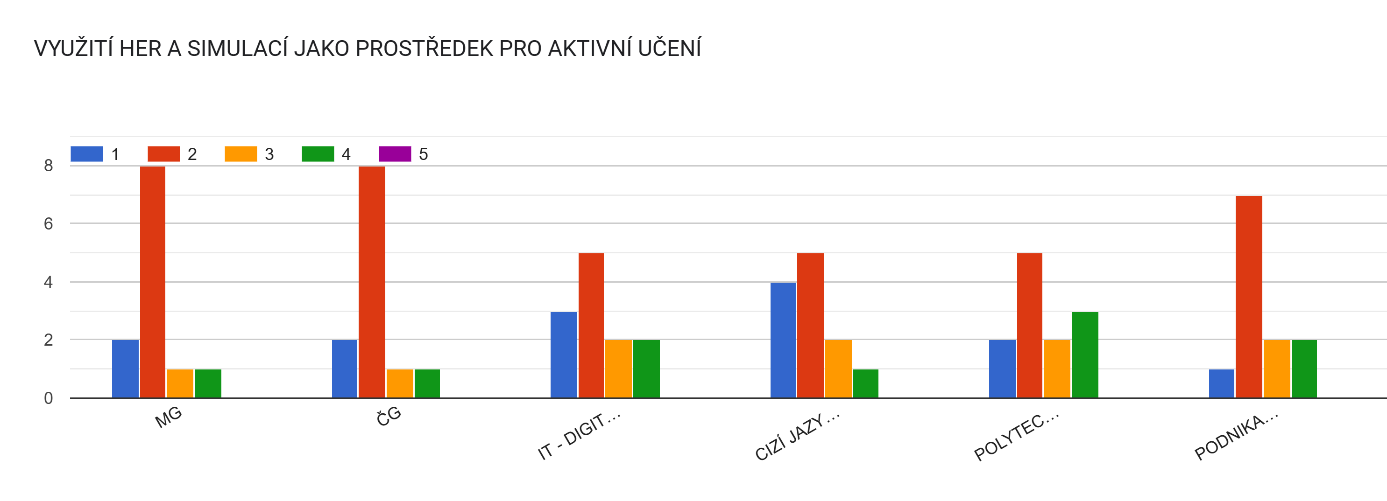 VYUŽITÍ HER A SIMULACÍ JAKO PROSTŘEDEK PRO AKTIVNÍ UČENÍ
1 2 3 4 5
8
6
4
2
0
MG ČG IT - DIGIT... CIZÍ JAZY... POLYTEC... PODNIKA...